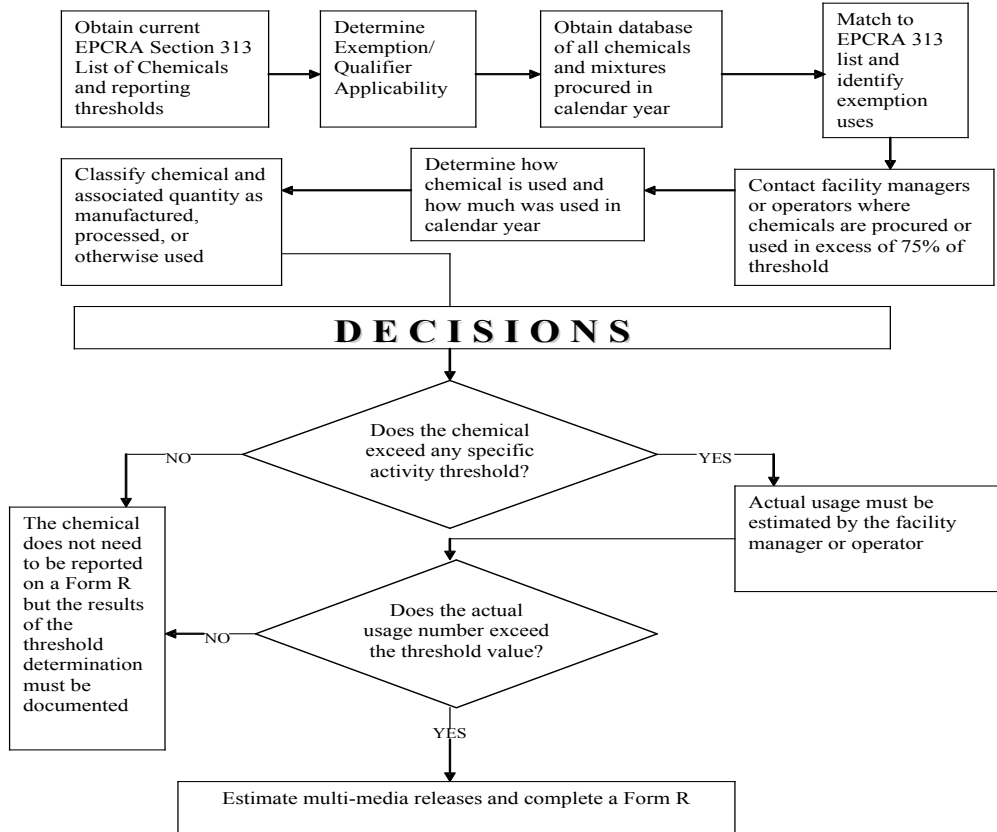 Obtain current
EPCRA Section 313
List of Chemicals
and reporting
thresholds
Determine
Exemption/
Qualifier
Applicability
Obtain database
of all chemicals
and mixtures
procured in
calendar year
Match to
EPCRA 313
list and
identify
exemption
uses
Contact facility managers
or operators where
chemicals are procured or
used in excess of 75% of
threshold
Determine how
chemical is used and
how much was used in
calendar year
Classify chemical and
associated quantity as
manufactured,
processed, or
otherwise used
DECISIONS
Does the chemical
exceed any specific
activity threshold?
NO
YES
The chemical
does not need
to be reported
on a Form R
but the results
of the
threshold
determination
must be
documented
Actual usage must be
estimated by the facility
manager or operator
Does the actual
usage number exceed
the threshold value?
NO
YES
Estimate multi-media releases and complete a Form R